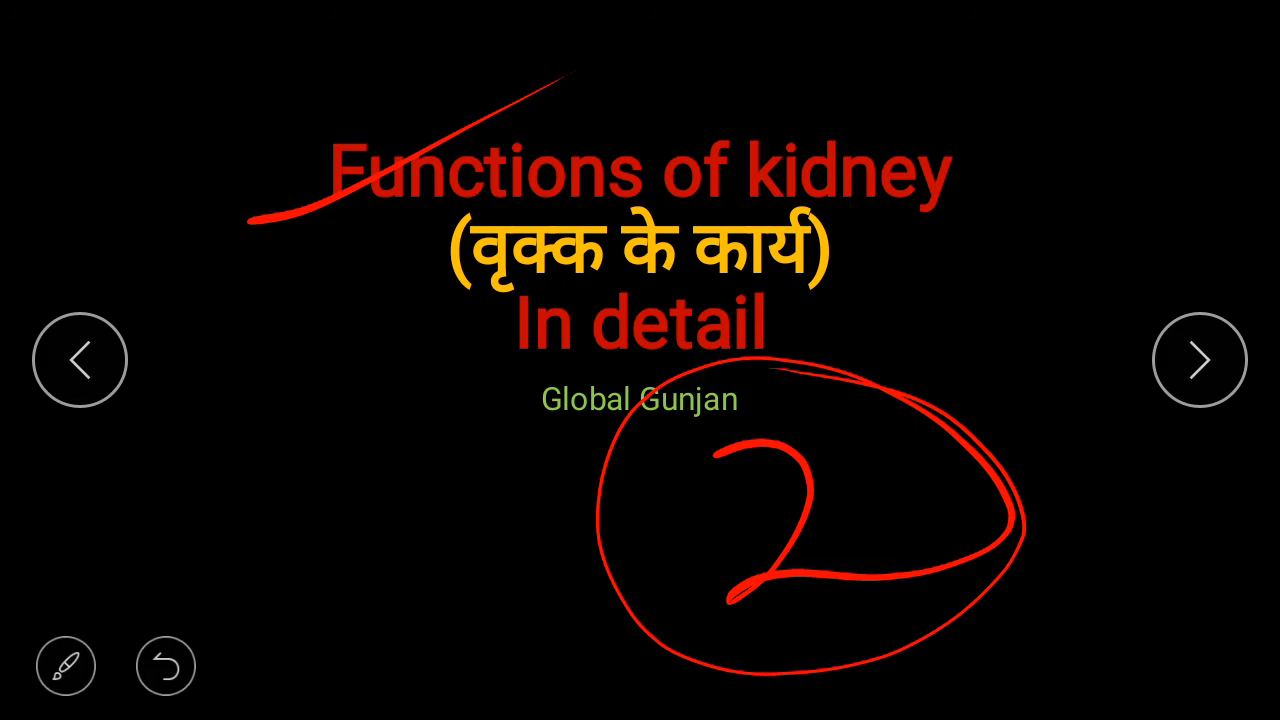 Functions of kidney
(वृक्क के कार्य)
In detail
Global Gunjan
2